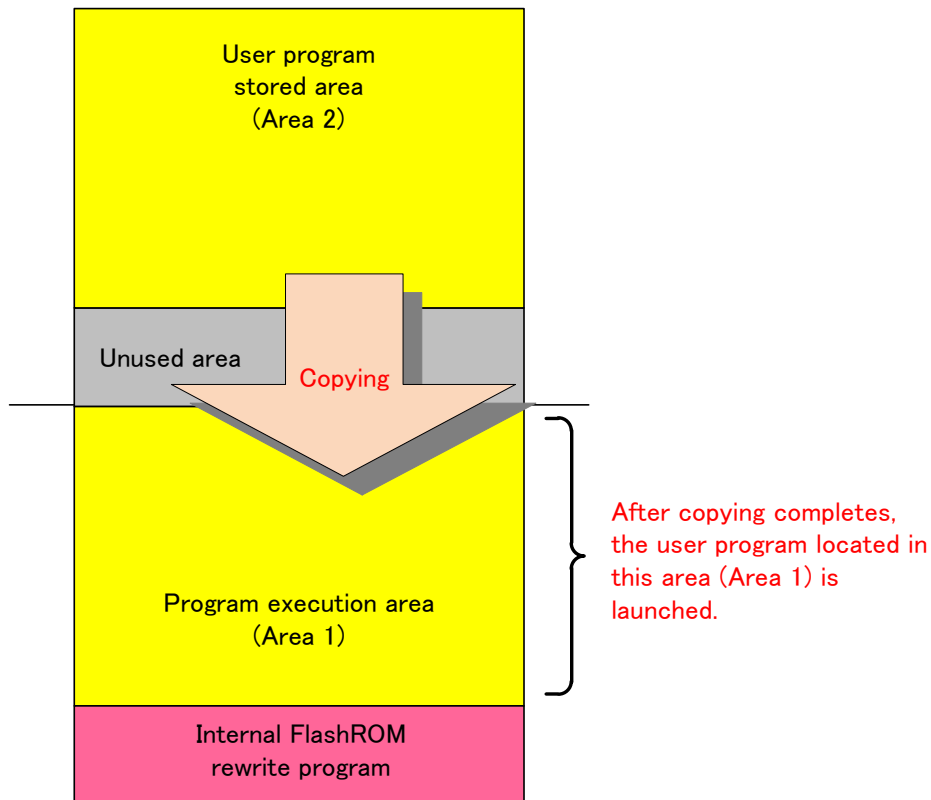 User program
stored area
(Area 2)
Unused area
Copying
After copying completes,
the user program located in
this area (Area 1) is
launched.
Program execution area
(Area 1)
Internal FlashROM
rewrite program